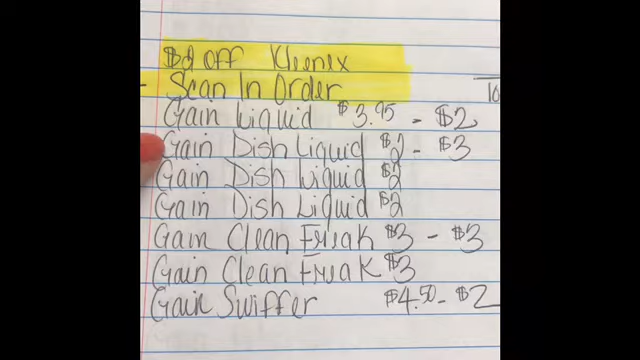 $2 off Kleenex
- Scan In Order
10
Gain Liquid $3.95 - $2
Gain Dish Liquid $2 - $3
Gain Dish Liquid $2
Gain Dish Liquid $2
Gain Clean Freak $3 - $3
Gain Clean Freak $3
Gain Swiffer $4.50 - $2